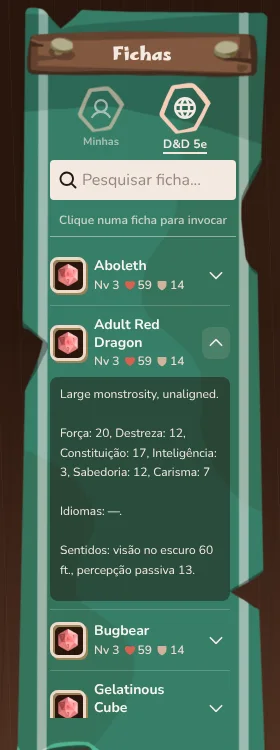 Fichas
Minhas
D&D 5e
Pesquisar ficha...
Clique numa ficha para invocar
Aboleth
Nv 3 59 14
Adult Red
Dragon
Nv 3 59 14
Large monstrosity, unaligned.
Força: 20, Destreza: 12,
Constituição: 17, Inteligência:
3, Sabedoria: 12, Carisma: 7
Idiomas: —.
Sentidos: visão no escuro 60
ft., percepção passiva 13.
Bugbear
Nv 3 59 14
Gelatinous
Cube